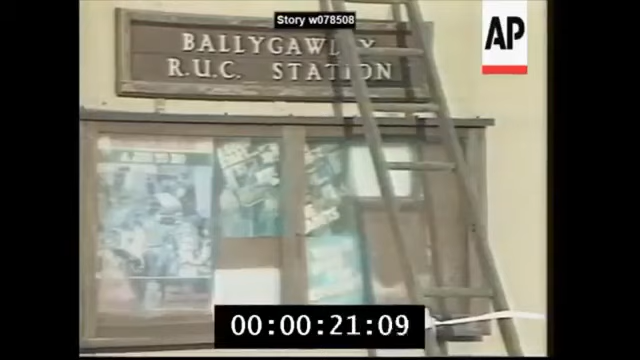 Story w078508
AP
BALLYGAWLEY
R.U.C. STATION
00:00:21:09